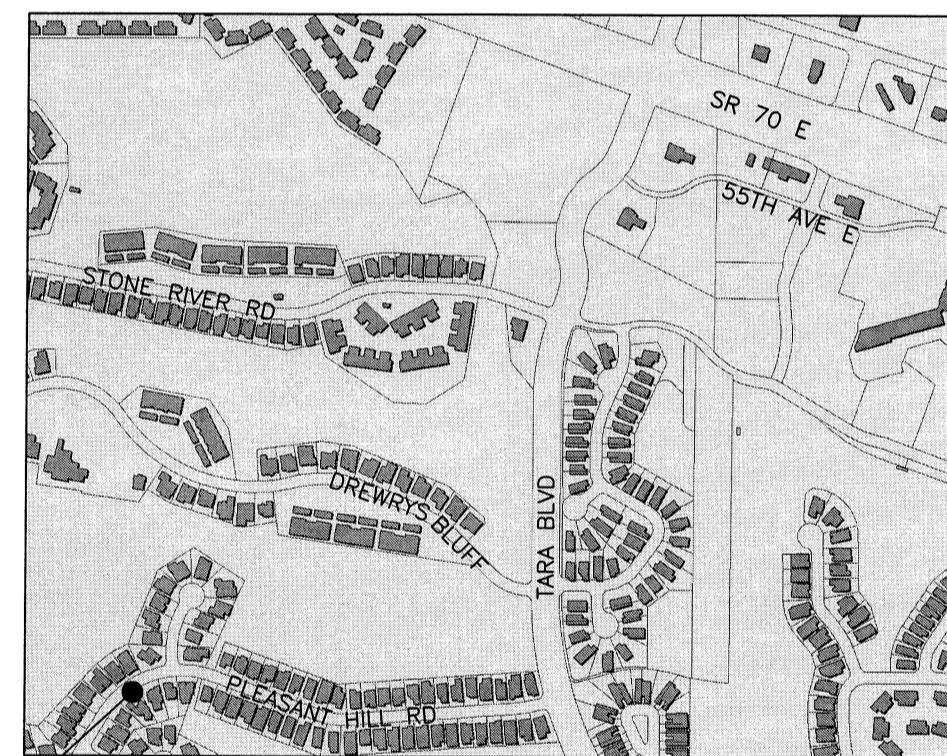 SR 70 E
55TH AVE E
STONE RIVER RD
DREWRYS BLUFF
TARA BLVD
PLEASANT HILL RD